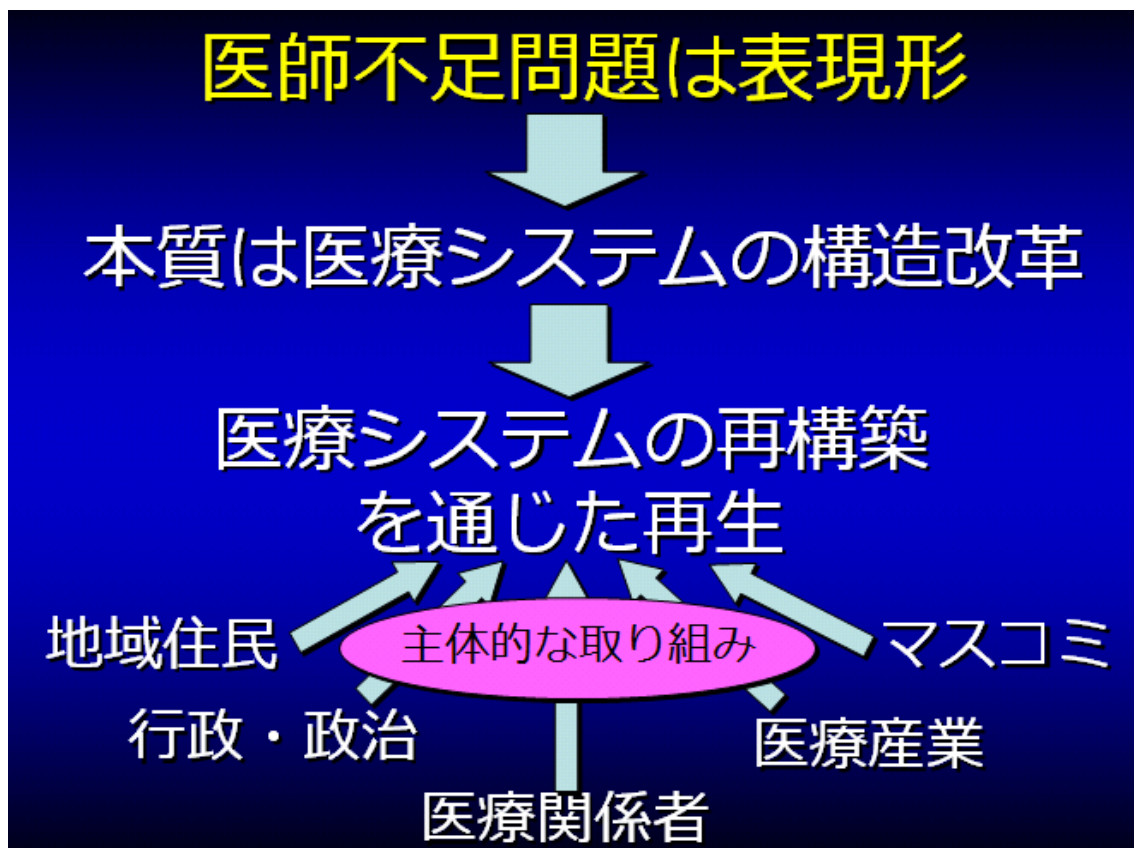 医師不足問題は表現形
本質は医療システムの構造改革
医療システムの再構築
を通じた再生
地域住民
主体的な取り組み
マスコミ
行政・政治
医療産業
医療関係者